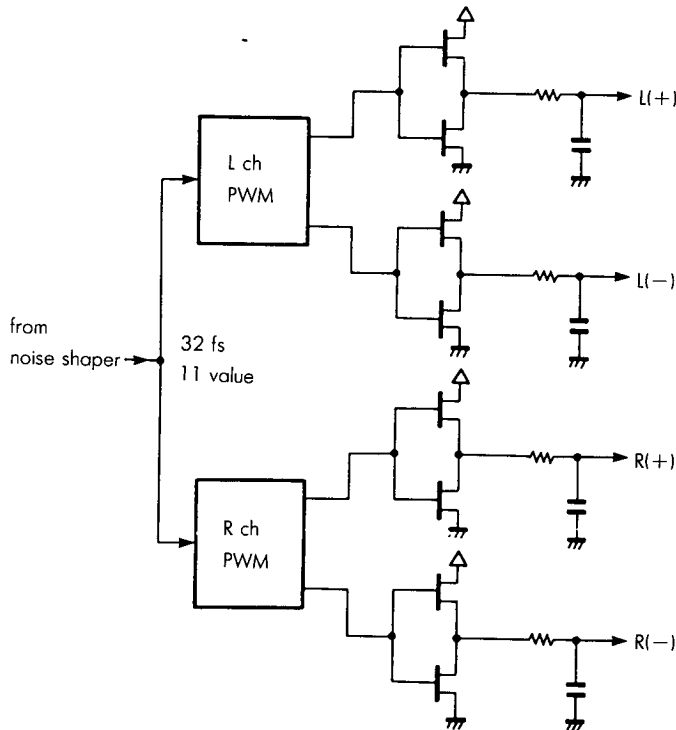 L(+)
L ch
PWM
L(−)
from
noise shaper
32 fs
11 value
R(+)
R ch
PWM
R(−)